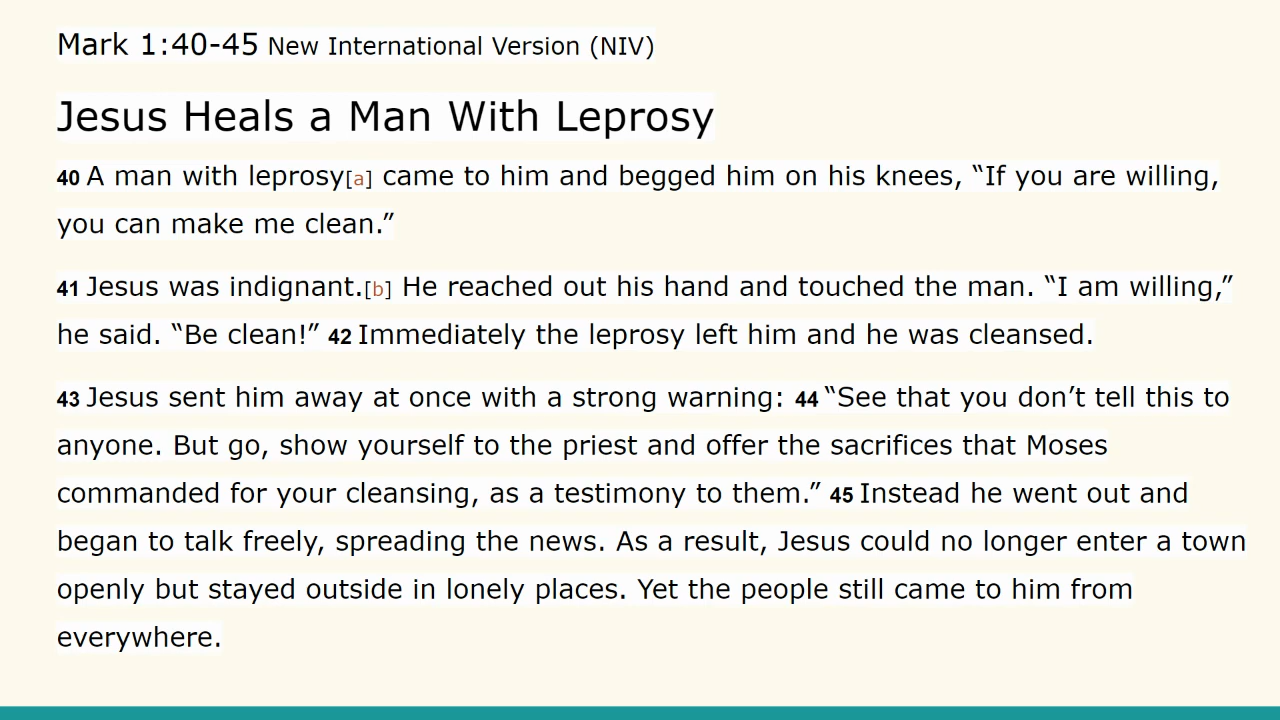 Mark 1:40-45 New International Version (NIV)
Jesus Heals a Man With Leprosy
40 A man with leprosy[a] came to him and begged him on his knees, “If you are willing,
you can make me clean.”
41 Jesus was indignant.[b] He reached out his hand and touched the man. “I am willing,”
he said. “Be clean!” 42 Immediately the leprosy left him and he was cleansed.
43 Jesus sent him away at once with a strong warning: 44 “See that you don’t tell this to
anyone. But go, show yourself to the priest and offer the sacrifices that Moses
commanded for your cleansing, as a testimony to them.” 45 Instead he went out and
began to talk freely, spreading the news. As a result, Jesus could no longer enter a town
openly but stayed outside in lonely places. Yet the people still came to him from
everywhere.